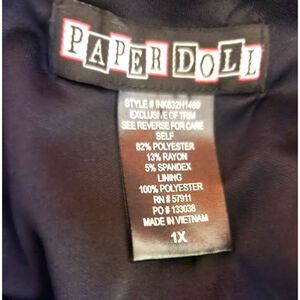 PAPER DOLL
STYLE # INK632H1469
EXCLUSIVE OF TRIM
SEE REVERSE FOR CARE
SELF
82% POLYESTER
13% RAYON
5% SPANDEX
LINING
100% POLYESTER
RN # 57911
PO # 133038
MADE IN VIETNAM
1X